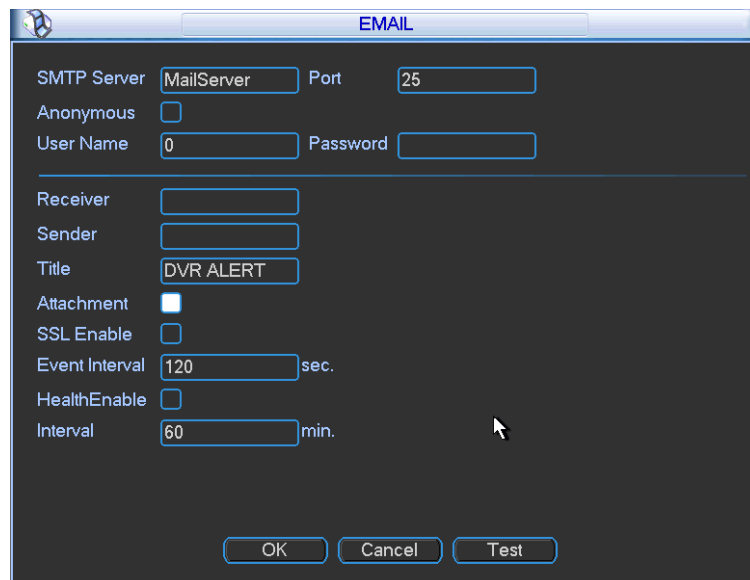 EMAIL
SMTP Server MailServer Port 25
Anonymous
User Name 0 Password
Receiver
Sender
Title DVR ALERT
Attachment
SSL Enable
Event Interval 120 sec.
HealthEnable
Interval 60 min.
OK Cancel Test